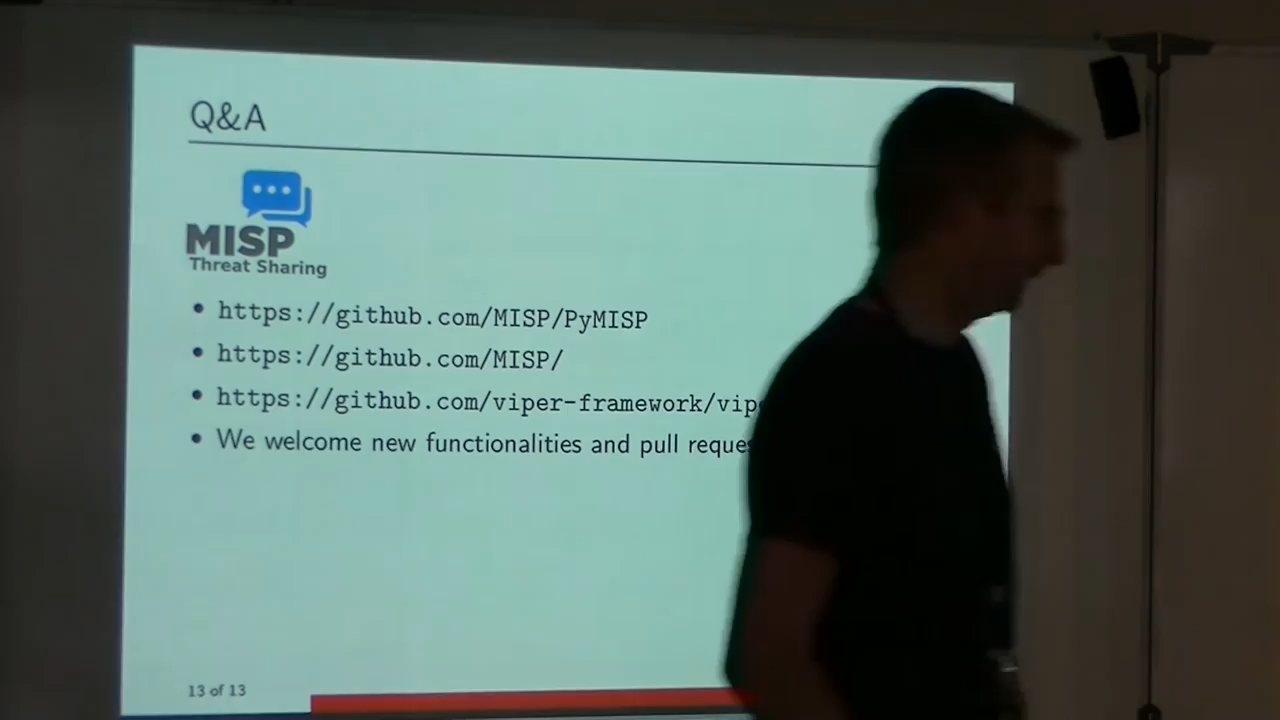 Q&A
MISP
Threat Sharing
• https://github.com/MISP/PyMISP
• https://github.com/MISP/
• https://github.com/viper-framework/vip
• We welcome new functionalities and pull reque
13 of 13